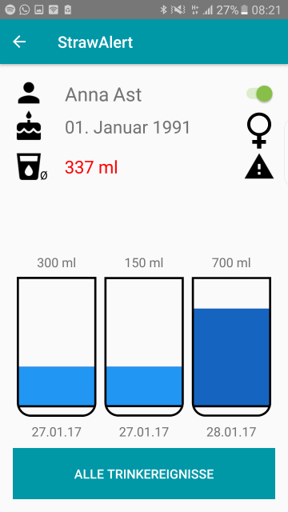 27% 08:21
StrawAlert
Anna Ast
01. Januar 1991
Ø 337 ml
300 ml 150 ml 700 ml
27.01.17 27.01.17 28.01.17
ALLE TRINKEREIGNISSE